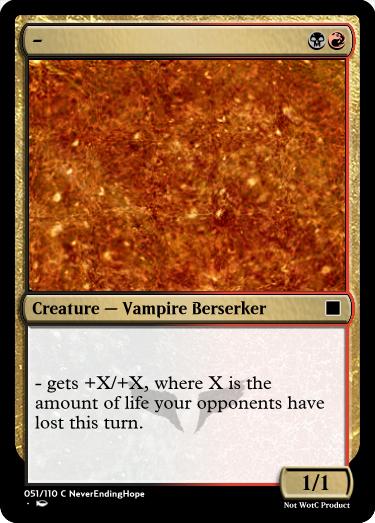 -
Creature — Vampire Berserker
- gets +X/+X, where X is the
amount of life your opponents have
lost this turn.
1/1
051/110 C NeverEndingHope
Not WotC Product